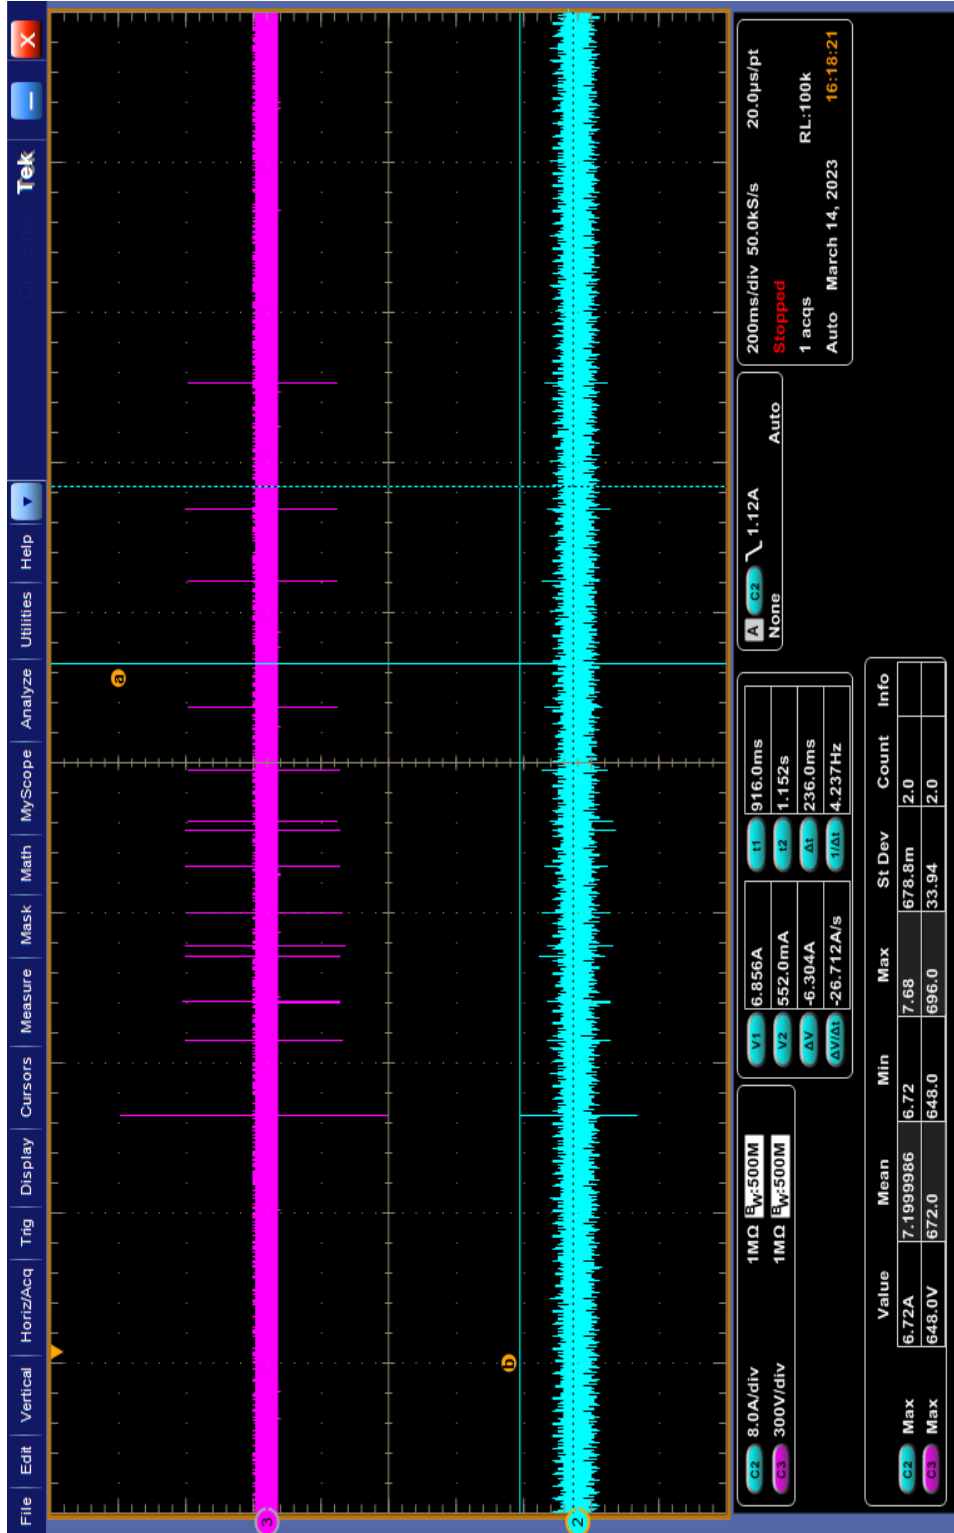 File Edit Vertical Horiz/Acq Trig Display Cursors Measure Mask Math MyScope Analyze Utilities Help Tek
a
b
3
2
C2 8.0A/div 1MΩ BW:500M
C3 300V/div 1MΩ BW:500M
V1 6.856A t1 916.0ms
V2 552.0mA t2 1.152s
ΔV -6.304A Δt 236.0ms
ΔV/Δt -26.712A/s 1/Δt 4.237Hz
A C2 1.12A
None Auto
200ms/div 50.0kS/s 20.0µs/pt
Stopped
1 acqs RL:100k
Auto March 14, 2023 16:18:21
Value Mean Min Max St Dev Count Info
C2 Max 6.72A 7.1999986 6.72 7.68 678.8m 2.0
C3 Max 648.0V 672.0 648.0 696.0 33.94 2.0